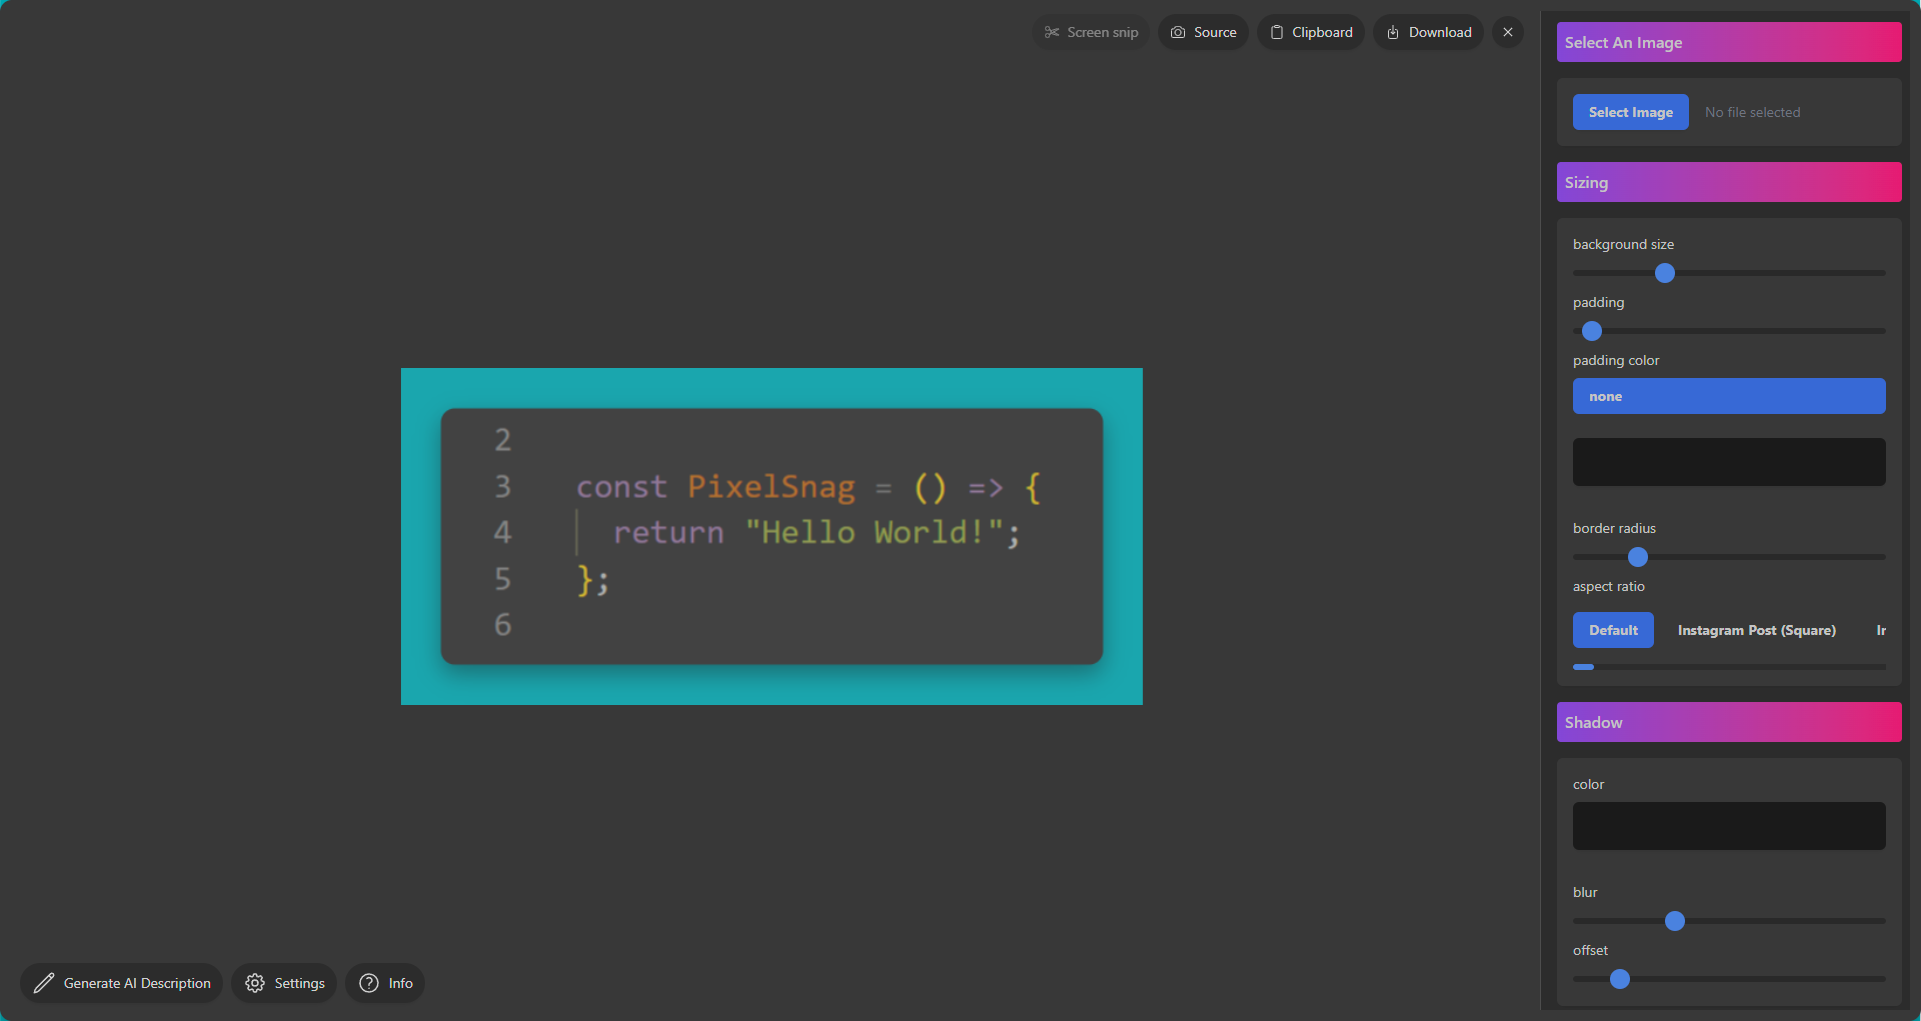 Screen snip
Source
Clipboard
Download
Select An Image
Select Image
No file selected
Sizing
background size
padding
padding color
none
border radius
aspect ratio
Default
Instagram Post (Square)
2
3 const PixelSnag = () => {
4 return "Hello World!";
5 };
6
Shadow
color
blur
offset
Generate AI Description
Settings
Info